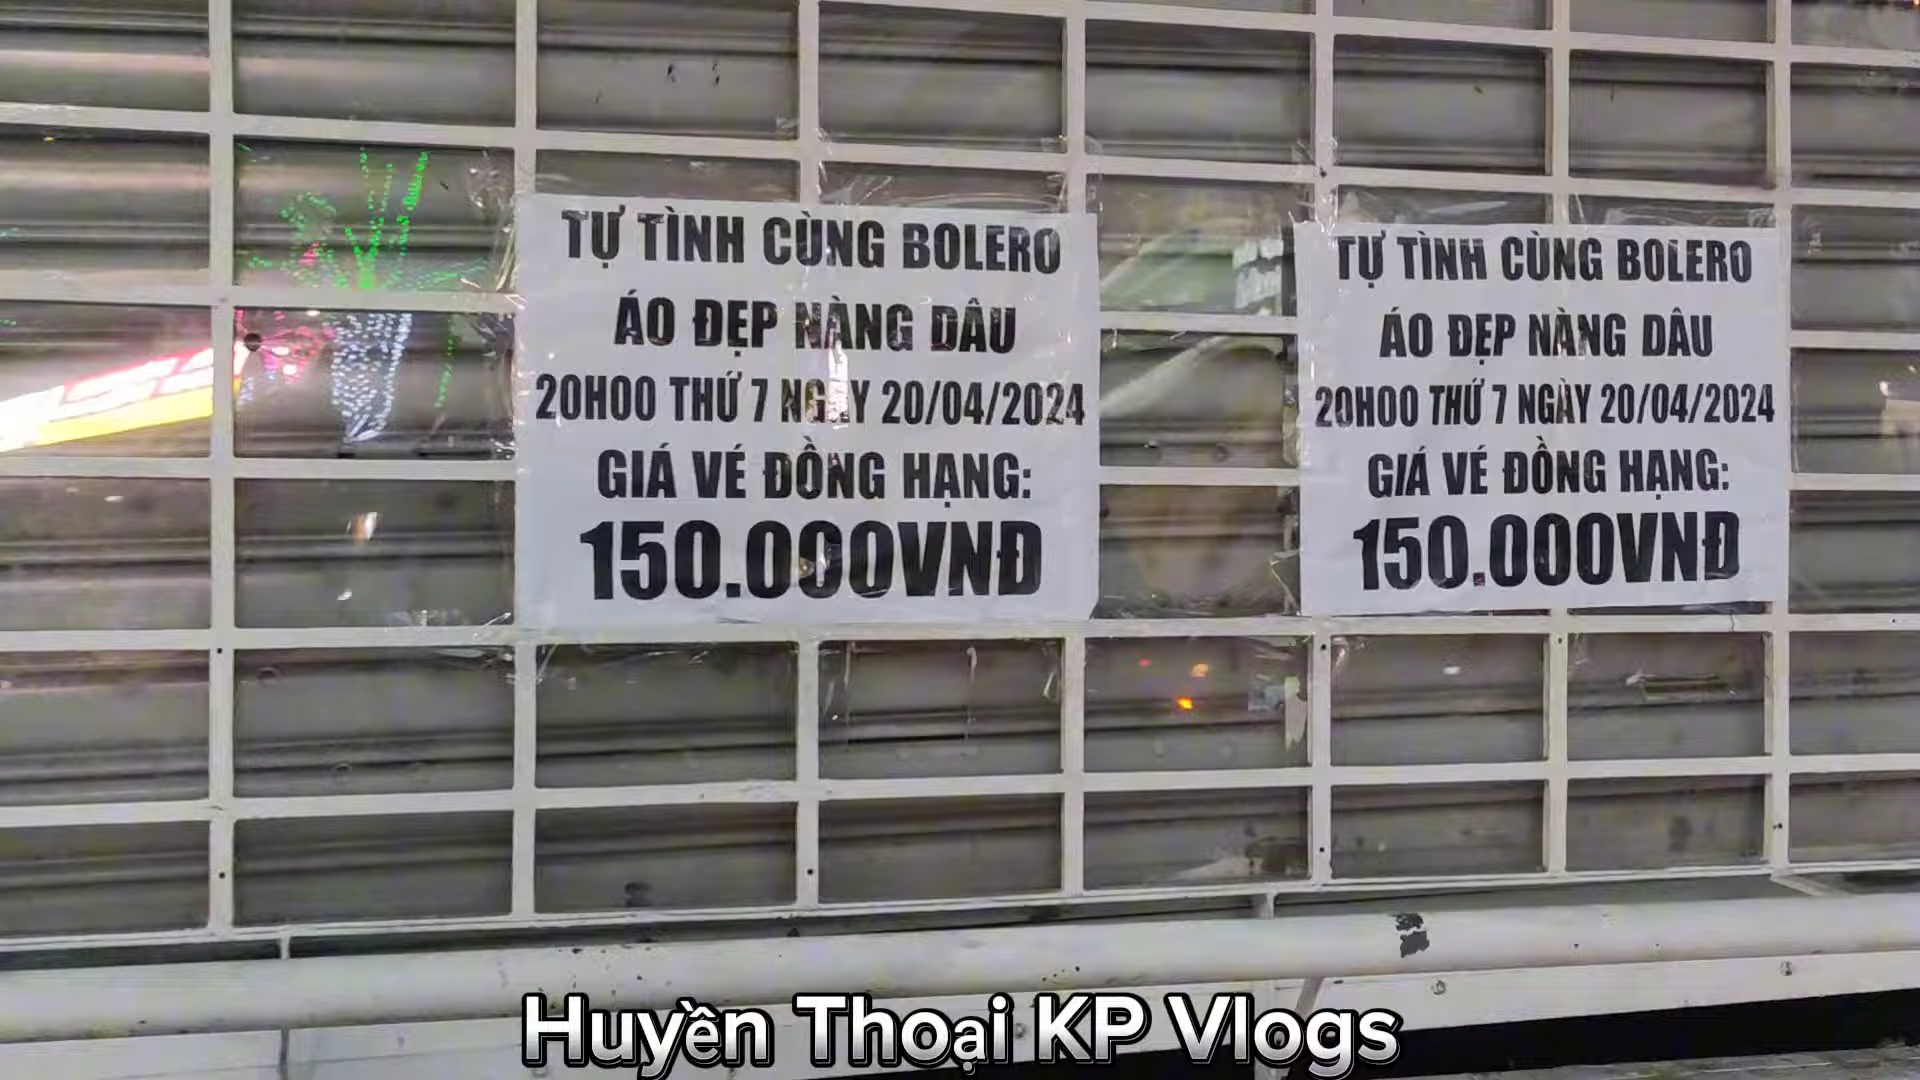 TỰ TÌNH CÙNG BOLERO
ÁO ĐẸP NÀNG DÂU
20H00 THỨ 7 NGÀY 20/04/2024
GIÁ VÉ ĐỒNG HẠNG:
150.000VNĐ
TỰ TÌNH CÙNG BOLERO
ÁO ĐẸP NÀNG DÂU
20H00 THỨ 7 NGÀY 20/04/2024
GIÁ VÉ ĐỒNG HẠNG:
150.000VNĐ
Huyền Thoại KP Vlogs